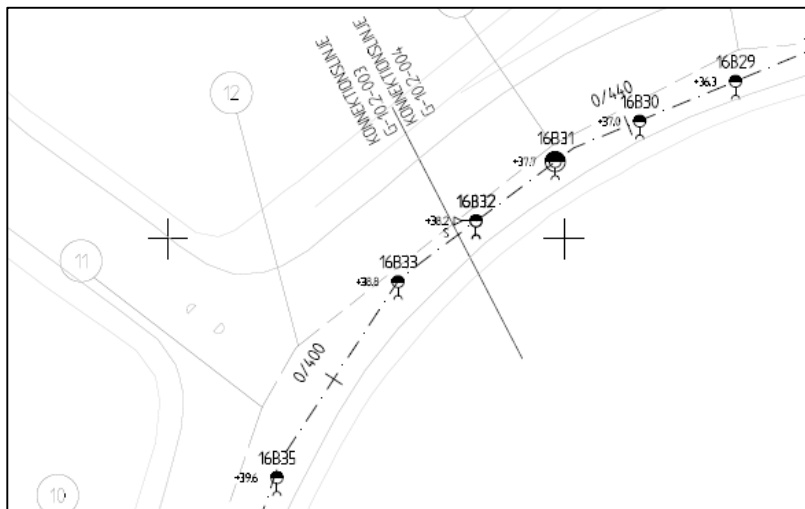 16B29
+36.3
0/440
16B30
+37.0
KONNEKTIONSLINJE
G-10.2-003
KONNEKTIONSLINJE
G-10.2-004
12
16B31
+37.7
16B32
+38.2
S
16B33
+38.8
11
0/400
16B35
+39.6
10